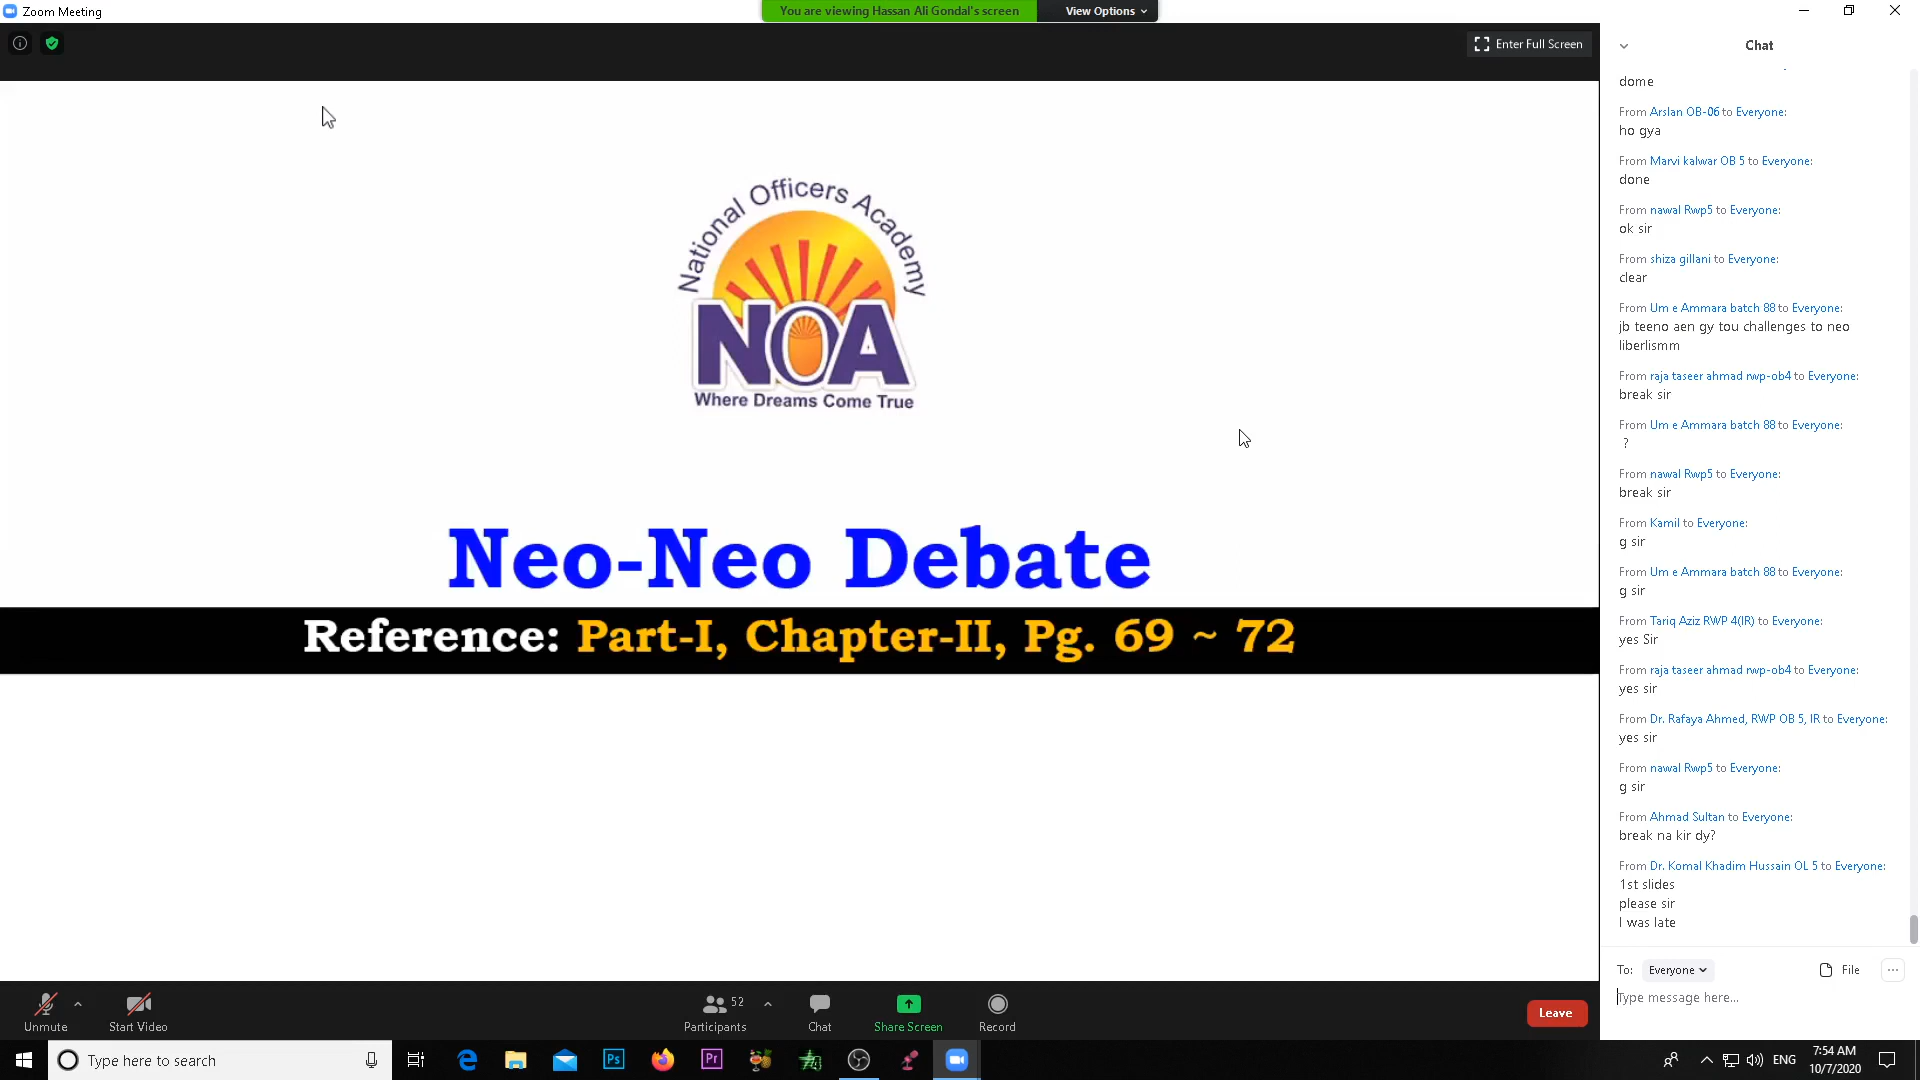 Zoom Meeting
You are viewing Hassan Ali Gondal's screen
View Options
Enter Full Screen
National Officers Academy
NOA
Where Dreams Come True
Neo-Neo Debate
Reference: Part-I, Chapter-II, Pg. 69 ~ 72
Chat
dome
From Arslan OB-06 to Everyone:
ho gya
From Marvi kalwar OB 5 to Everyone:
done
From nawal Rwp5 to Everyone:
ok sir
From shiza gillani to Everyone:
clear
From Um e Ammara batch 88 to Everyone:
jb teeno aen gy tou challenges to neo
liberlismm
From raja taseer ahmad rwp-ob4 to Everyone:
break sir
From Um e Ammara batch 88 to Everyone:
?
From nawal Rwp5 to Everyone:
break sir
From Kamil to Everyone:
g sir
From Um e Ammara batch 88 to Everyone:
g sir
From Tariq Aziz RWP 4(IR) to Everyone:
yes Sir
From raja taseer ahmad rwp-ob4 to Everyone:
yes sir
From Dr. Rafaya Ahmed, RWP OB 5, IR to Everyone:
yes sir
From nawal Rwp5 to Everyone:
g sir
From Ahmad Sultan to Everyone:
break na kir dy?
From Dr. Komal Khadim Hussain OL 5 to Everyone:
1st slides
please sir
I was late
To: Everyone File
Type message here...
Unmute
Start Video
52
Participants
Chat
Share Screen
Record
Leave
Type here to search
Ps
Pr
ENG
7:54 AM
10/7/2020